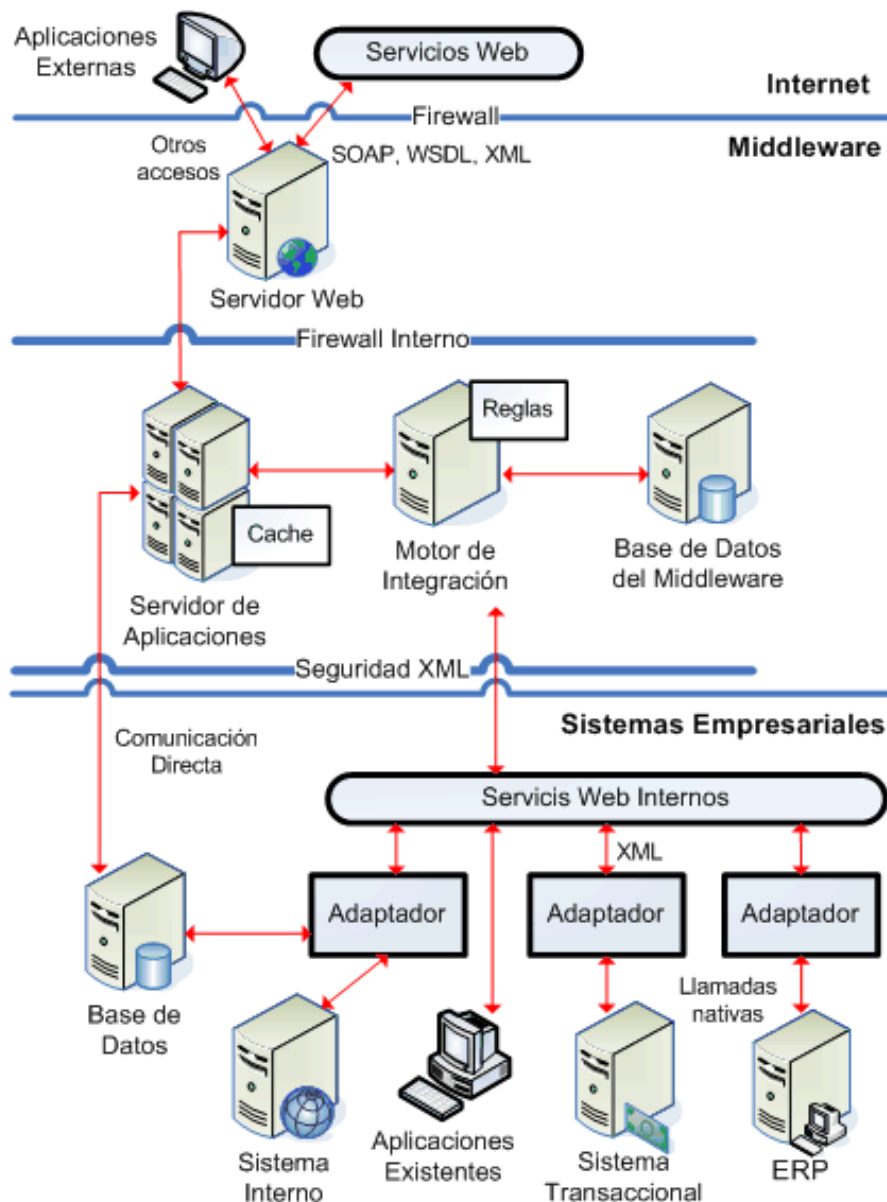 Aplicaciones
Externas
Servicios Web
Internet
Firewall
Otros
accesos
SOAP, WSDL, XML
Middleware
Servidor Web
Firewall Interno
Reglas
Cache
Motor de
Integración
Base de Datos
del Middleware
Servidor de
Aplicaciones
Seguridad XML
Sistemas Empresariales
Comunicación
Directa
Servicis Web Internos
XML
Adaptador
Adaptador
Adaptador
Llamadas
nativas
Base de
Datos
Sistema
Interno
Aplicaciones
Existentes
Sistema
Transaccional
ERP